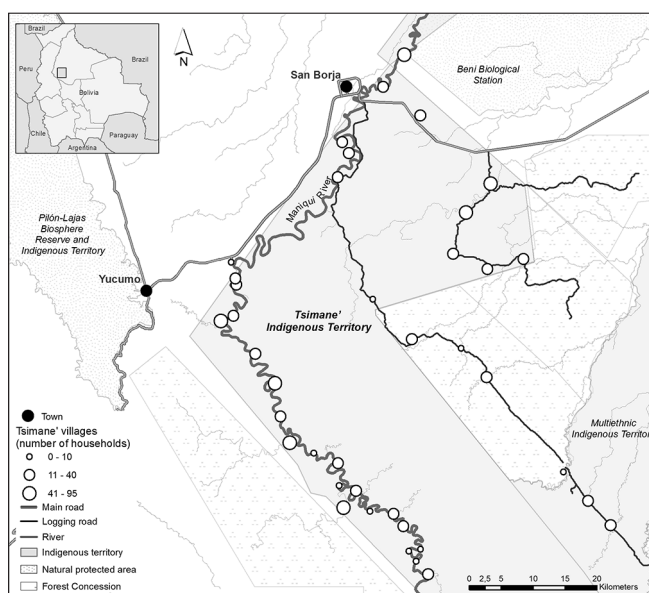 Brazil
Peru
Brazil
Bolivia
Chile
Paraguay
Argentina
N
San Borja
Beni Biological
Station
Maniqui River
Pilón-Lajas
Biosphere
Reserve and
Indigenous Territory
Yucumo
Tsimane'
Indigenous Territory
Multiethnic
Indigenous Territor
Town
Tsimane' villages
(number of households)
0 - 10
11 - 40
41 - 95
Main road
Logging road
River
Indigenous territory
Natural protected area
Forest Concession
0 2,5 5 10 15 20
Kilometers